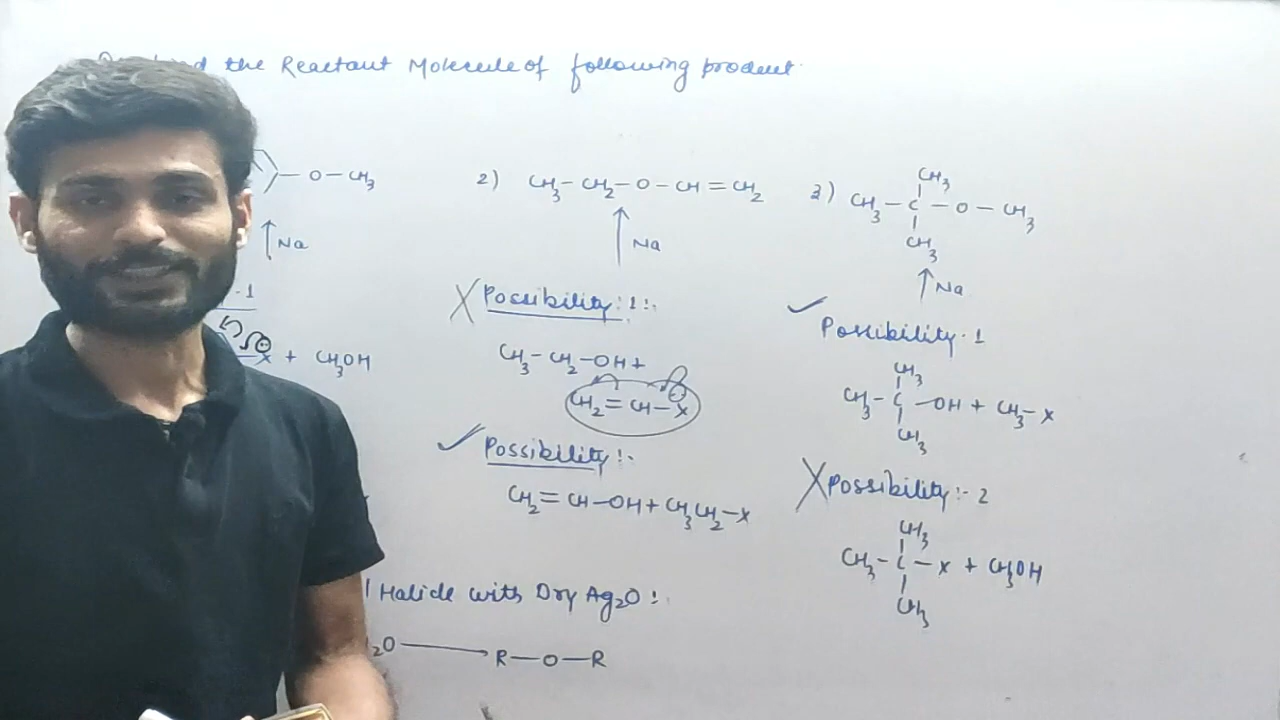 the Reactant Molecule of following product.
–O–CH3
↑Na
-1
X + CH3OH
2) CH3–CH2–O–CH=CH2
↑Na
X Possibility:1:-
CH3–CH2–OH+
CH2=CH–X
✓ Possibility:-
CH2=CH–OH+CH3CH2–X
3) CH3–C–O–CH3
CH3
CH3
↑Na
✓ Possibility-1
CH3
CH3–C–OH + CH3–X
CH3
X Possibility:-2
CH3
CH3–C–X + CH3OH
CH3
Halide with Dry Ag2O:
2O ⟶ R–O–R